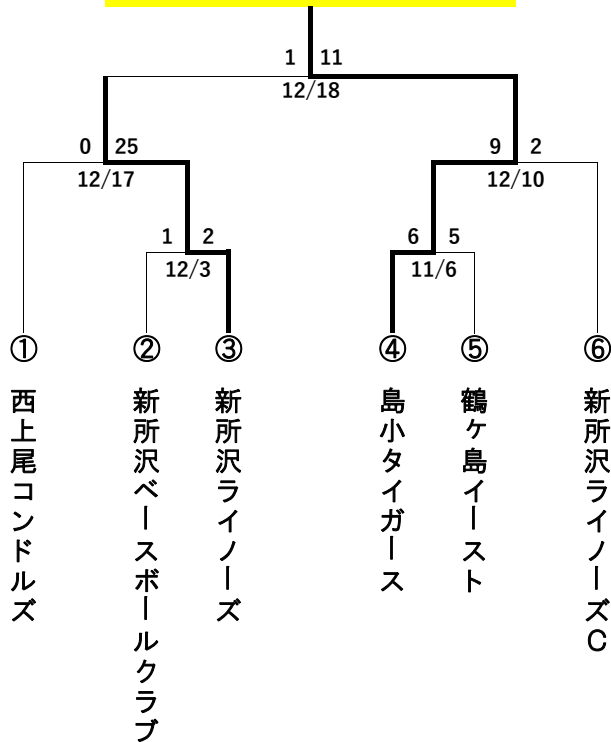 1 11
12/18
0 25
12/17
9 2
12/10
1 2
12/3
6 5
11/6
① ② ③ ④ ⑤ ⑥
西上尾コンドルズ
新所沢ベースボールクラブ
新所沢ライノーズ
島小タイガース
鶴ヶ島イースト
新所沢ライノーズC